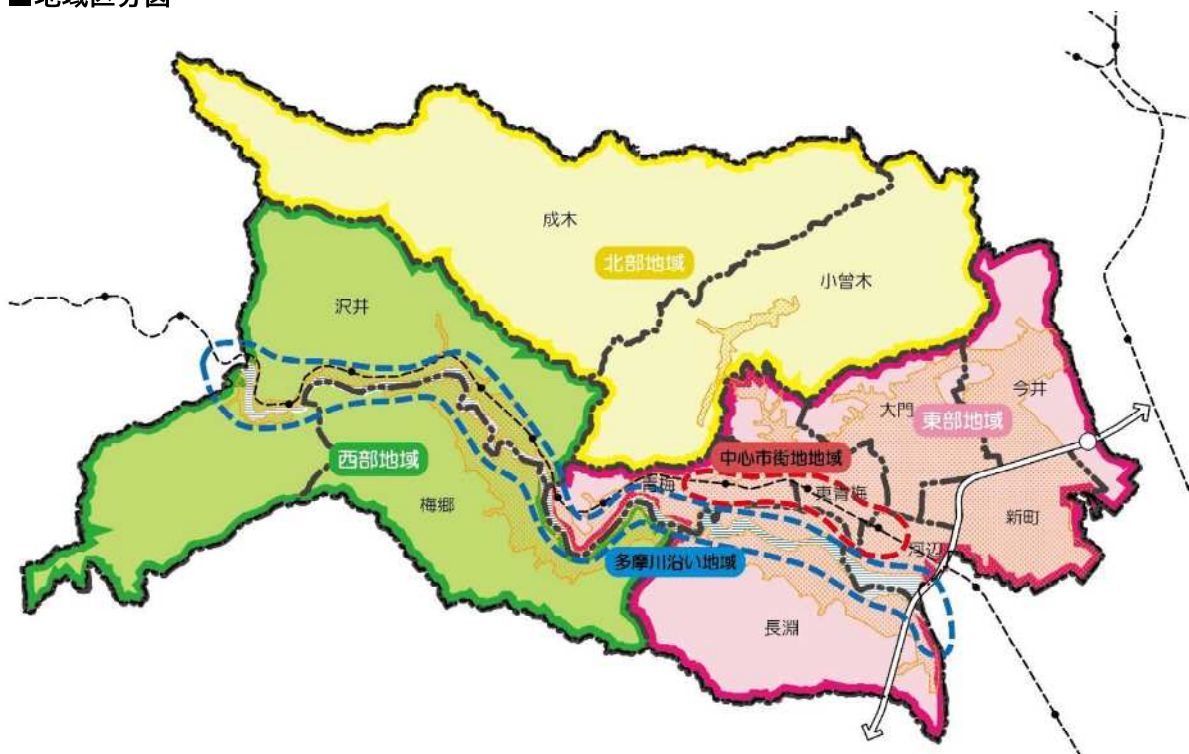 ■地域区分図
成木
北部地域
小曾木
沢井
今井
大門
東部地域
中心市街地地域
西部地域
青梅
東青梅
梅郷
新町
河辺
多摩川沿い地域
長淵